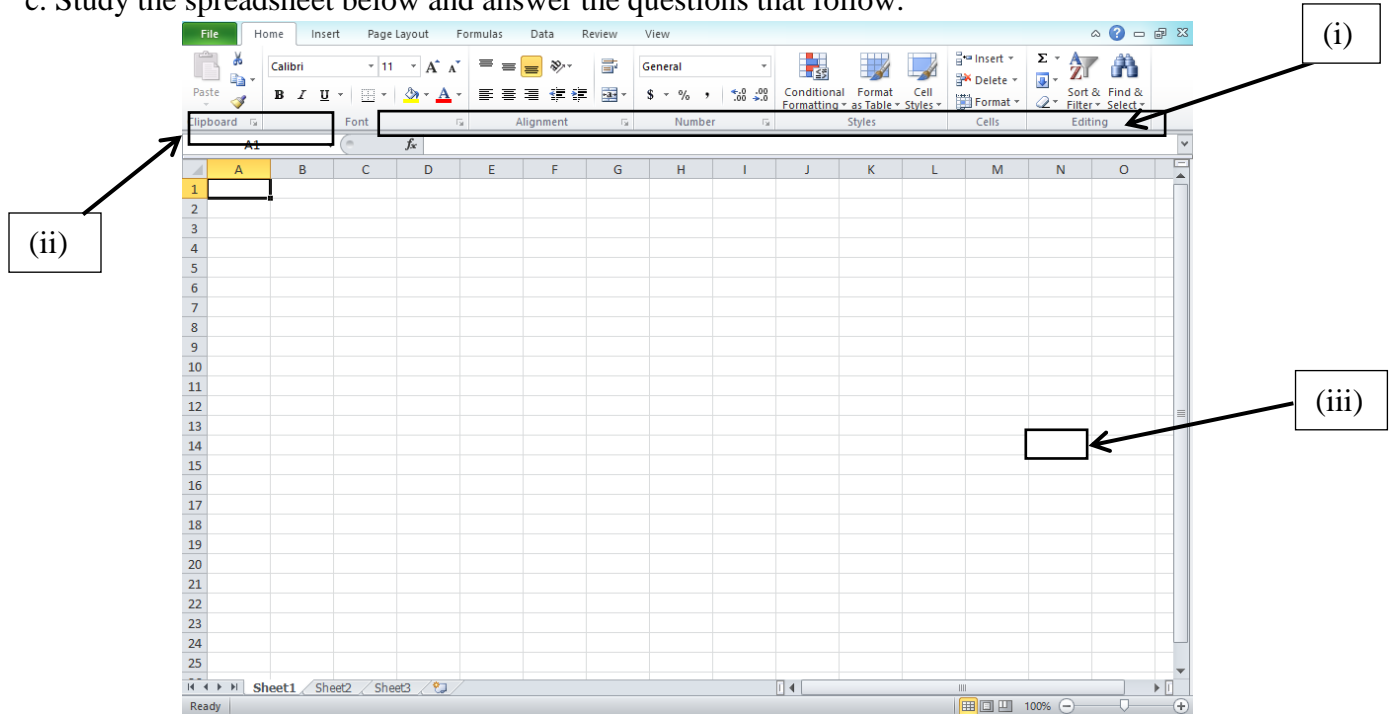 c. Study the spreadsheet below and answer the questions that follow.
(i)
File Home Insert Page Layout Formulas Data Review View
Paste
Calibri 11 A A
B I U A
General
$ % , .0 .00 .00 .0
Conditional Formatting
Format as Table
Cell Styles
Insert
Delete
Format
Σ
Sort & Filter
Find & Select
Clipboard Font Alignment Number Styles Cells Editing
A1 fx
A B C D E F G H I J K L M N O
1
2
3
(ii)
4
5
6
7
8
9
10
11
12
(iii)
13
14
15
16
17
18
19
20
21
22
23
24
25
Sheet1 Sheet2 Sheet3
Ready 100%